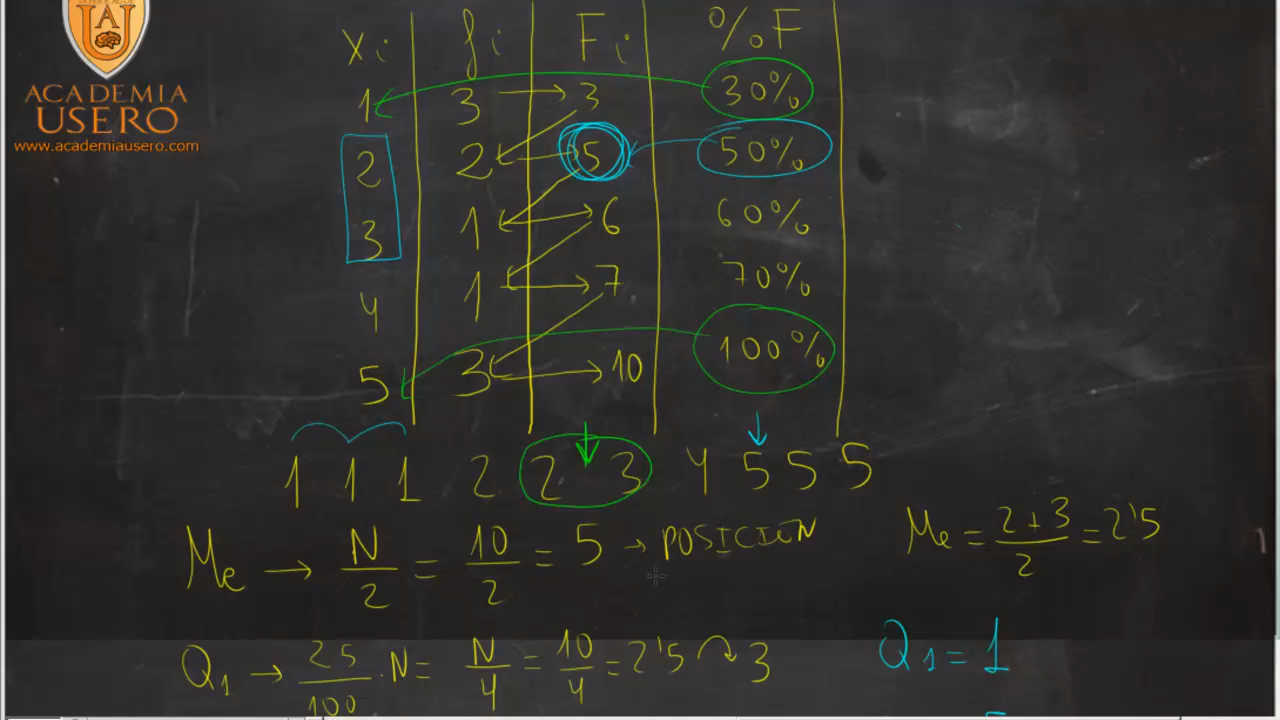 ACADEMIA
USERO
www.academiausero.com
xi fi Fi %F
1 3 3 30%
2 2 5 50%
3 1 6 60%
4 1 7 70%
5 3 10 100%
1 1 1 2 2 3 4 5 5 5
Me → N/2 = 10/2 = 5 → POSICION
Me = 2+3/2 = 2'5
Q1 → 25/100 · N = N/4 = 10/4 = 2'5 ↷ 3
Q1 = 1